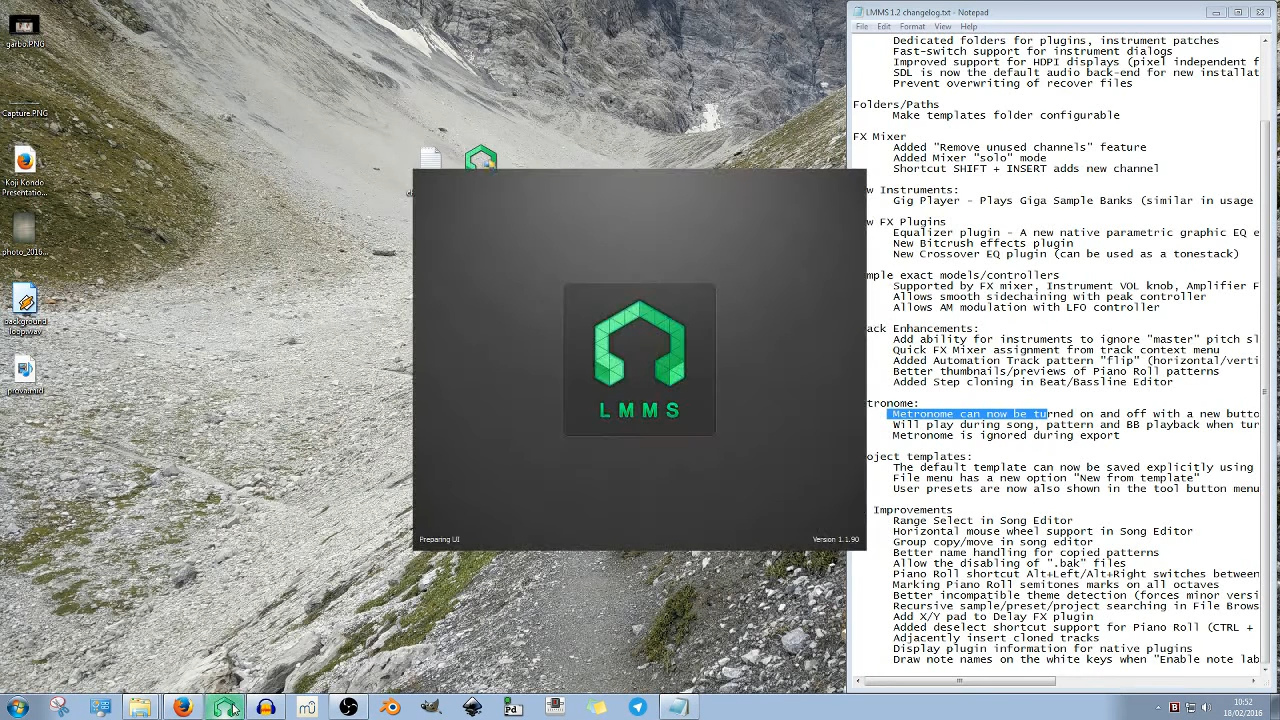 garbo.PNG
Capture.PNG
Koji Kondo
Presentatio...
photo_2016...
background
loop.wav
LMMS
Preparing UI
Version 1.1.90
LMMS 1.2 changelog.txt - Notepad
File Edit Format View Help
Dedicated folders for plugins, instrument patches
Fast-switch support for instrument dialogs
Improved support for HDPI displays (pixel independent f
SDL is now the default audio back-end for new installat
Prevent overwriting of recover files
Folders/Paths
Make templates folder configurable
FX Mixer
Added "Remove unused channels" feature
Added Mixer "solo" mode
Shortcut SHIFT + INSERT adds new channel
w Instruments:
Gig Player - Plays Giga Sample Banks (similar in usage
w FX Plugins
Equalizer plugin - A new native parametric graphic EQ e
New Bitcrush effects plugin
New Crossover EQ plugin (can be used as a tonestack)
mple exact models/controllers
Supported by FX mixer, Instrument VOL knob, Amplifier F
Allows smooth sidechaining with peak controller
Allows AM modulation with LFO controller
ack Enhancements:
Add ability for instruments to ignore "master" pitch sl
Quick FX Mixer assignment from track context menu
Added Automation Track pattern "flip" (horizontal/verti
Better thumbnails/previews of Piano Roll patterns
Added Step cloning in Beat/Bassline Editor
tronome:
Metronome can now be turned on and off with a new butto
Will play during song, pattern and BB playback when tur
Metronome is ignored during export
oject templates:
The default template can now be saved explicitly using
File menu has a new option "New from template"
User presets are now also shown in the tool button menu
Improvements
Range Select in Song Editor
Horizontal mouse wheel support in Song Editor
Group copy/move in song editor
Better name handling for copied patterns
Allow the disabling of ".bak" files
Piano Roll shortcut Alt+Left/Alt+Right switches between
Marking Piano Roll semitones marks on all octaves
Better incompatible theme detection (forces minor versi
Recursive sample/preset/project searching in File Brows
Add X/Y pad to Delay FX plugin
Added deselect shortcut support for Piano Roll (CTRL +
Adjacently insert cloned tracks
Display plugin information for native plugins
Draw note names on the white keys when "Enable note lab
Pd
10:52
18/02/2016